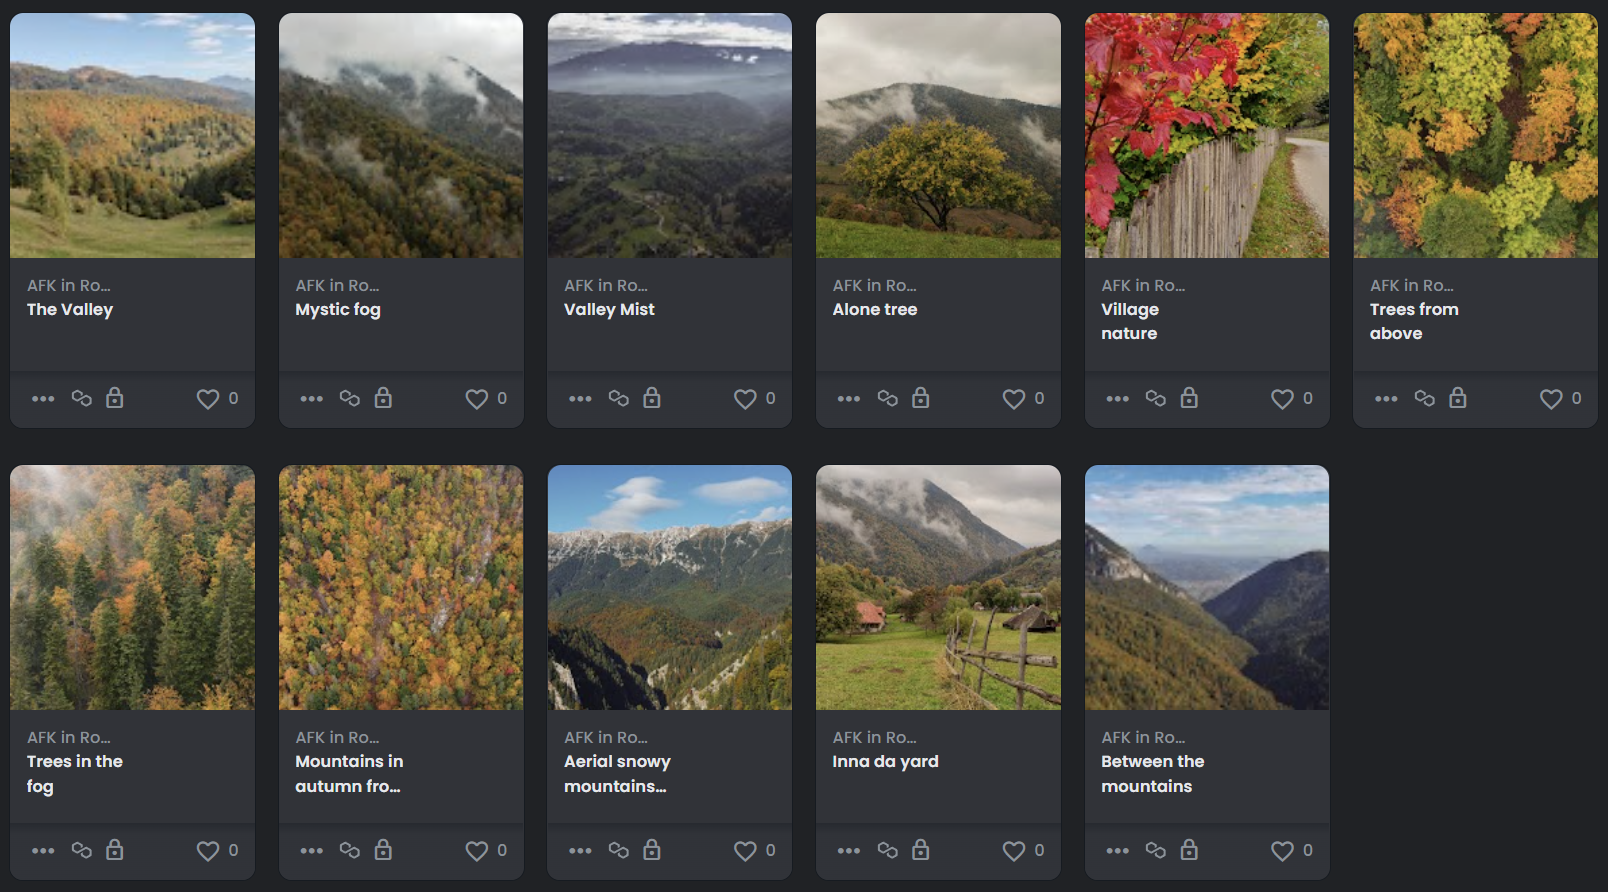 AFK in Ro...
The Valley
0
AFK in Ro...
Mystic fog
0
AFK in Ro...
Valley Mist
0
AFK in Ro...
Alone tree
0
AFK in Ro...
Village
nature
0
AFK in Ro...
Trees from
above
0
AFK in Ro...
Trees in the
fog
0
AFK in Ro...
Mountains in
autumn fro...
0
AFK in Ro...
Aerial snowy
mountains...
0
AFK in Ro...
Inna da yard
0
AFK in Ro...
Between the
mountains
0